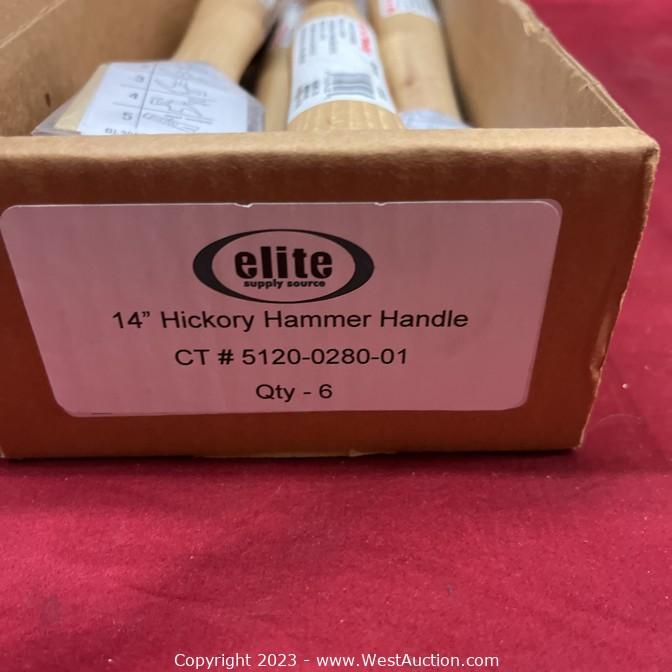 3
4
5
elite
supply source
14” Hickory Hammer Handle
CT # 5120-0280-01
Qty - 6
Copyright 2023 - www.WestAuction.com